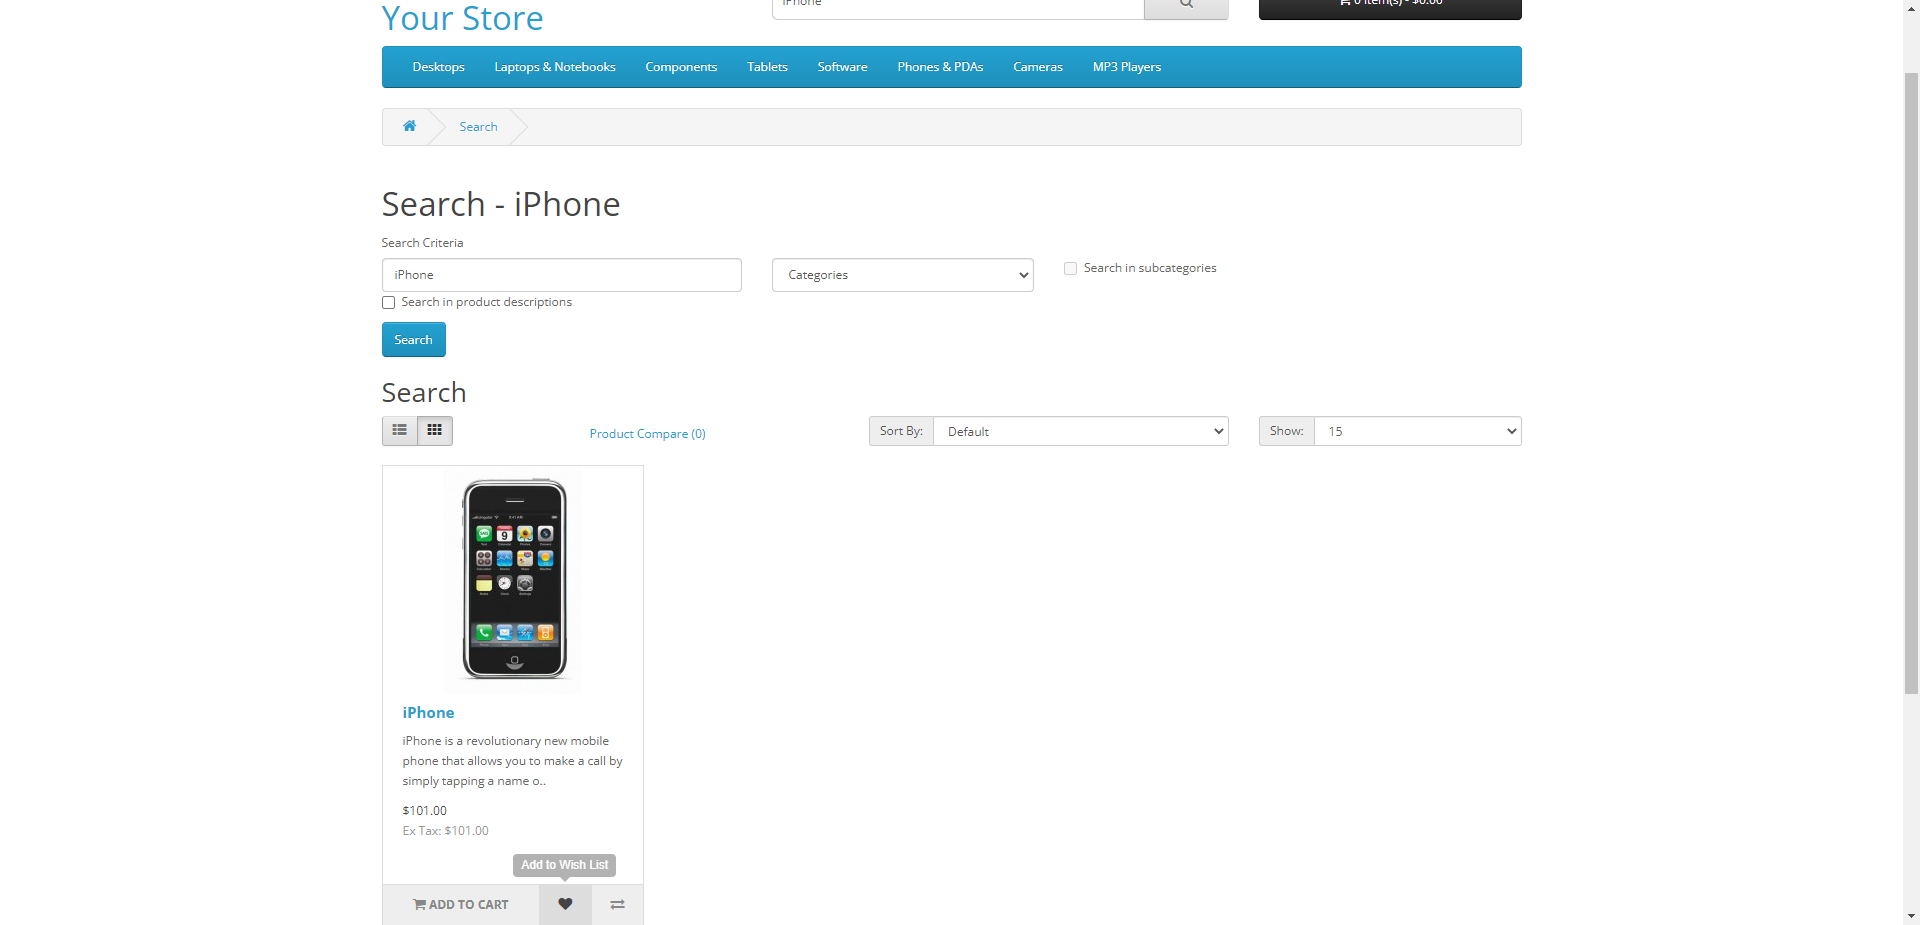 Your Store
iPhone
0 item(s) - $0.00
Desktops Laptops & Notebooks Components Tablets Software Phones & PDAs Cameras MP3 Players
Search
Search - iPhone
Search Criteria
iPhone Categories Search in subcategories
Search in product descriptions
Search
Search
Product Compare (0) Sort By: Default Show: 15
9
iPhone
iPhone is a revolutionary new mobile
phone that allows you to make a call by
simply tapping a name o..
$101.00
Ex Tax: $101.00
Add to Wish List
ADD TO CART